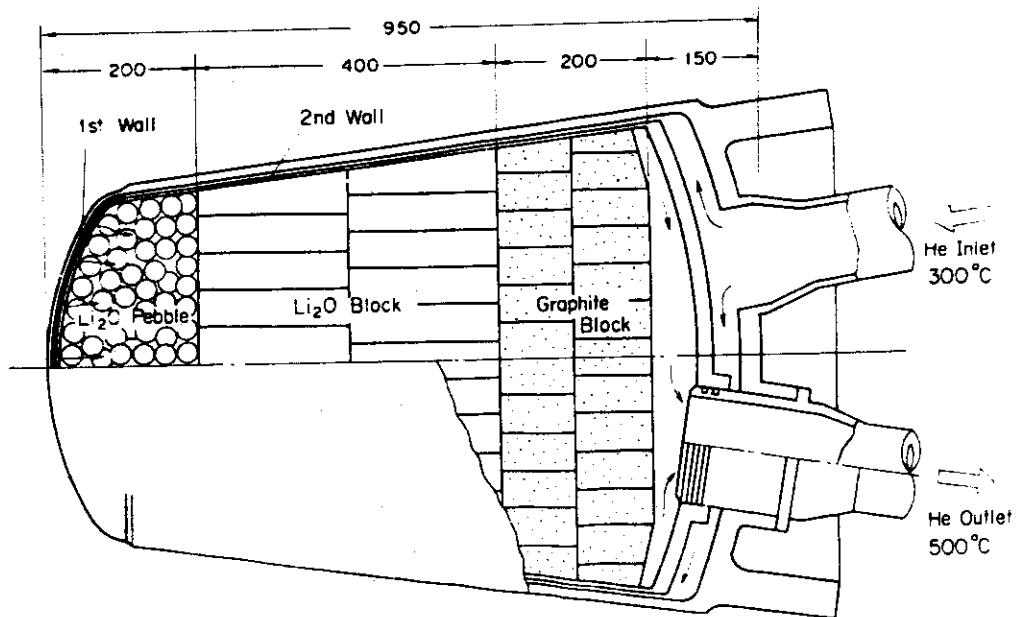 950
200
400
200
150
1st Wall
2nd Wall
Li₂O Pebble
Li₂O Block
Graphite
Block
He Inlet
300°C
He Outlet
500°C